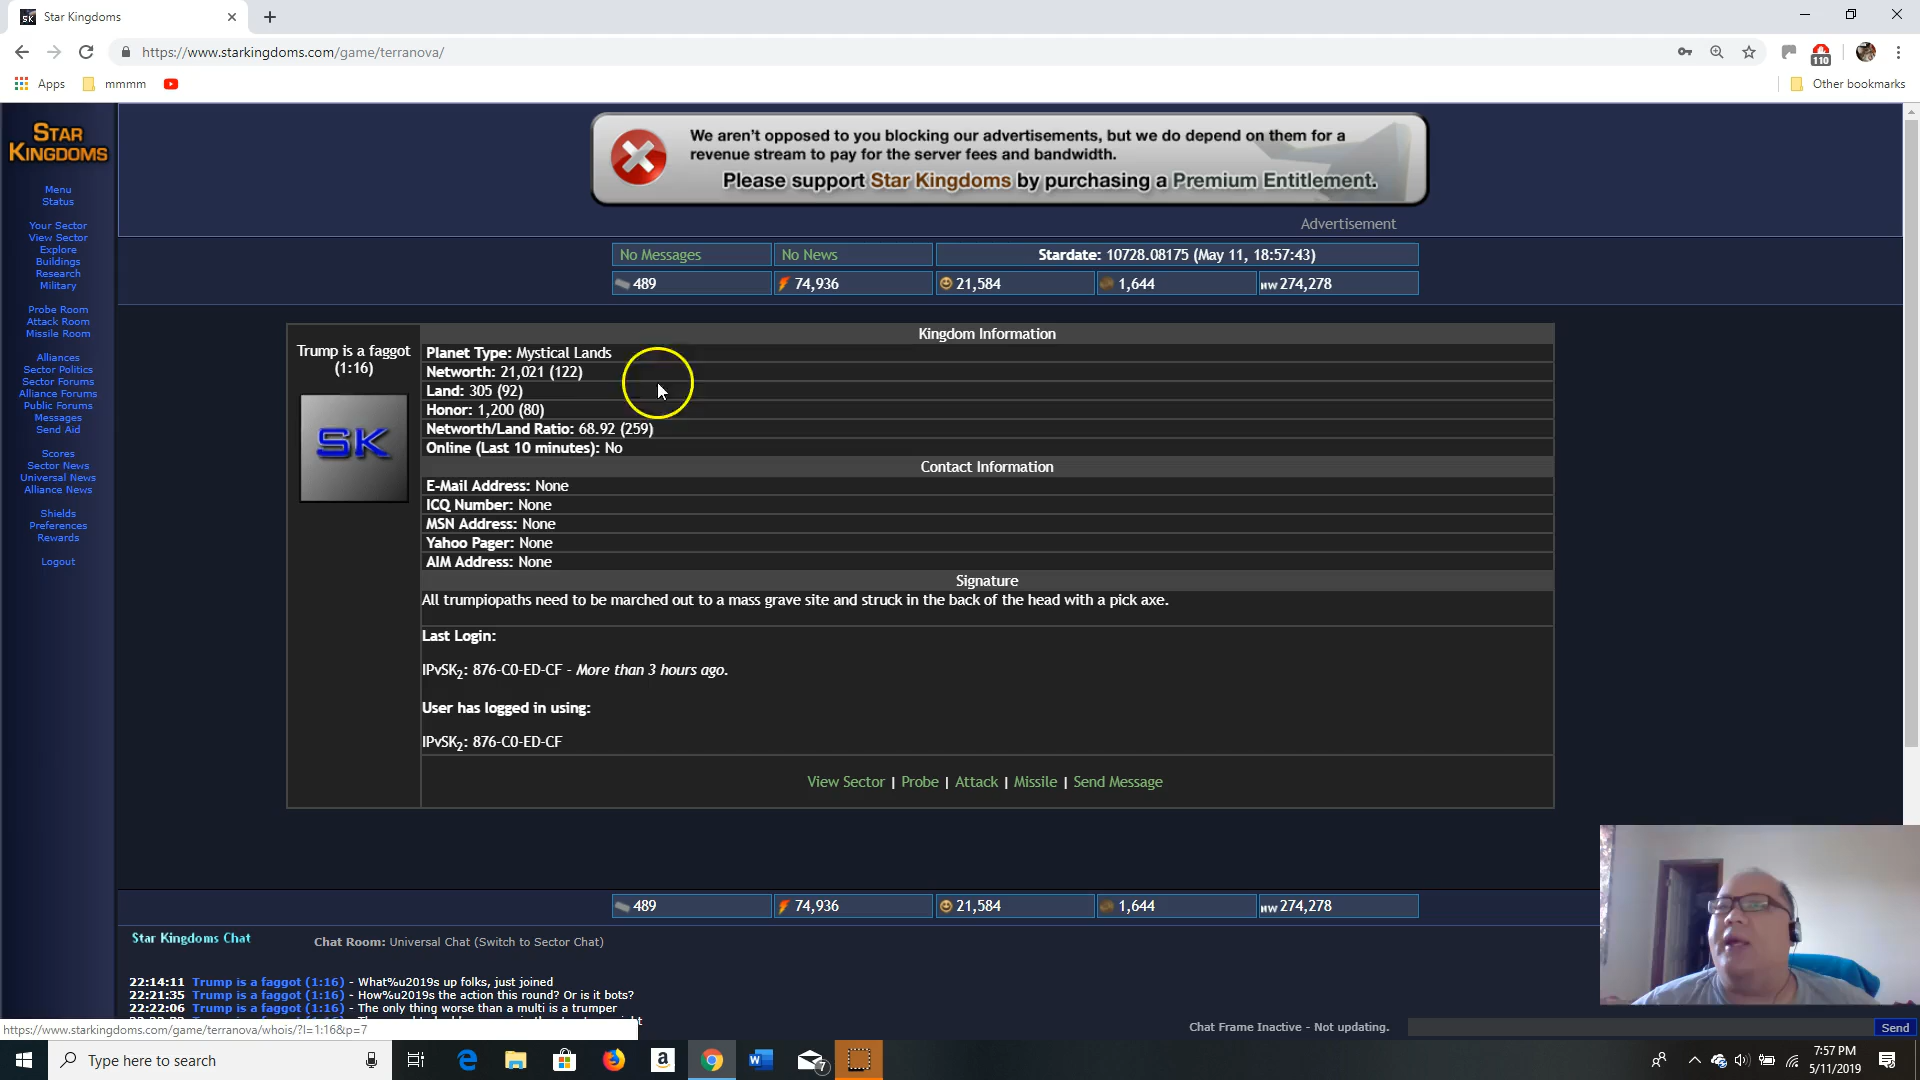 Star Kingdoms
https://www.starkingdoms.com/game/terranova/
110
Apps mmmm Other bookmarks
STAR
KINGDOMS
Menu
Status
Your Sector
View Sector
Explore
Buildings
Research
Military
Probe Room
Attack Room
Missile Room
Alliances
Sector Politics
Sector Forums
Alliance Forums
Public Forums
Messages
Send Aid
Scores
Sector News
Universal News
Alliance News
Shields
Preferences
Rewards
Logout
We aren't opposed to you blocking our advertisements, but we do depend on them for a
revenue stream to pay for the server fees and bandwidth.
Please support Star Kingdoms by purchasing a Premium Entitlement.
Advertisement
No Messages No News Stardate: 10728.08175 (May 11, 18:57:43)
489 74,936 21,584 1,644 NW 274,278
Trump is a faggot
(1:16)
SK
Kingdom Information
Planet Type: Mystical Lands
Networth: 21,021 (122)
Land: 305 (92)
Honor: 1,200 (80)
Networth/Land Ratio: 68.92 (259)
Online (Last 10 minutes): No
Contact Information
E-Mail Address: None
ICQ Number: None
MSN Address: None
Yahoo Pager: None
AIM Address: None
Signature
All trumpiopaths need to be marched out to a mass grave site and struck in the back of the head with a pick axe.
Last Login:
IPvSK2: 876-C0-ED-CF - More than 3 hours ago.
User has logged in using:
IPvSK2: 876-C0-ED-CF
View Sector | Probe | Attack | Missile | Send Message
489 74,936 21,584 1,644 NW 274,278
Star Kingdoms Chat Chat Room: Universal Chat (Switch to Sector Chat)
22:14:11 Trump is a faggot (1:16) - What%u2019s up folks, just joined
22:21:35 Trump is a faggot (1:16) - How%u2019s the action this round? Or is it bots?
22:22:06 Trump is a faggot (1:16) - The only thing worse than a multi is a trumper
https://www.starkingdoms.com/game/terranova/whois/?l=1:16&p=7
Chat Frame Inactive - Not updating. Send
Type here to search
7
7:57 PM
5/11/2019